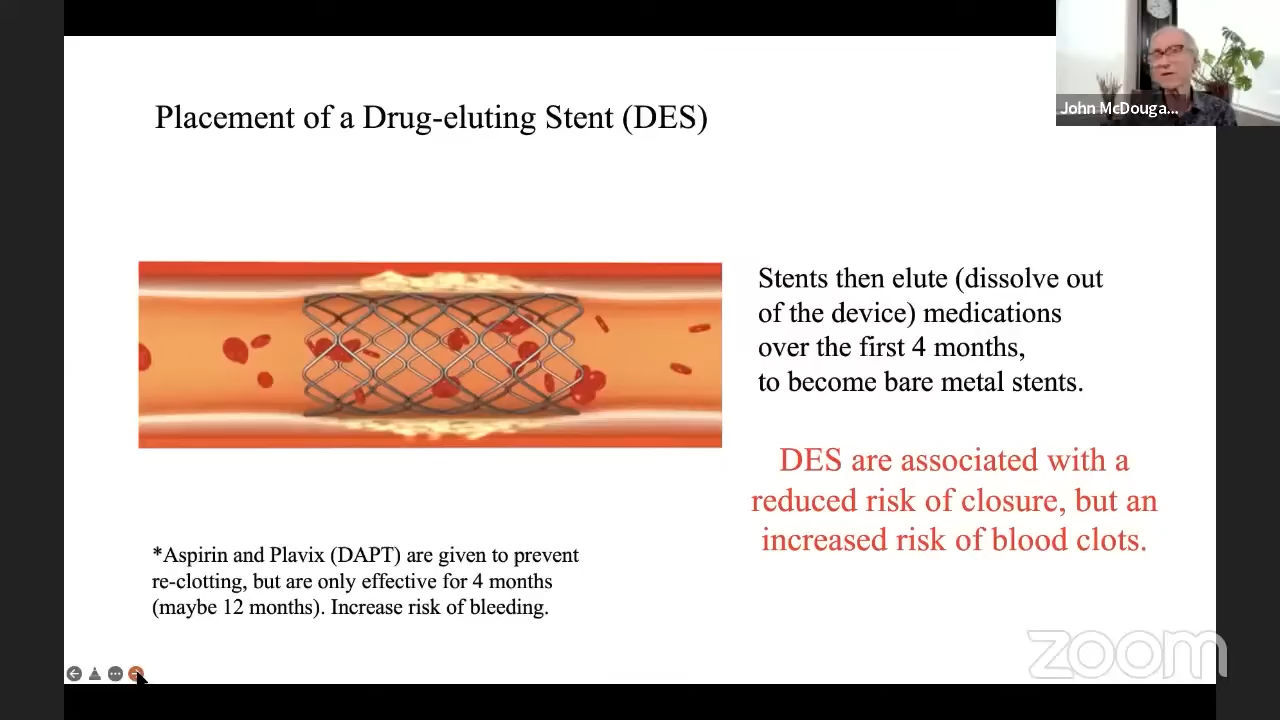 John McDouga...
Placement of a Drug-eluting Stent (DES)
Stents then elute (dissolve out
of the device) medications
over the first 4 months,
to become bare metal stents.
DES are associated with a
reduced risk of closure, but an
increased risk of blood clots.
*Aspirin and Plavix (DAPT) are given to prevent
re-clotting, but are only effective for 4 months
(maybe 12 months). Increase risk of bleeding.
zoom